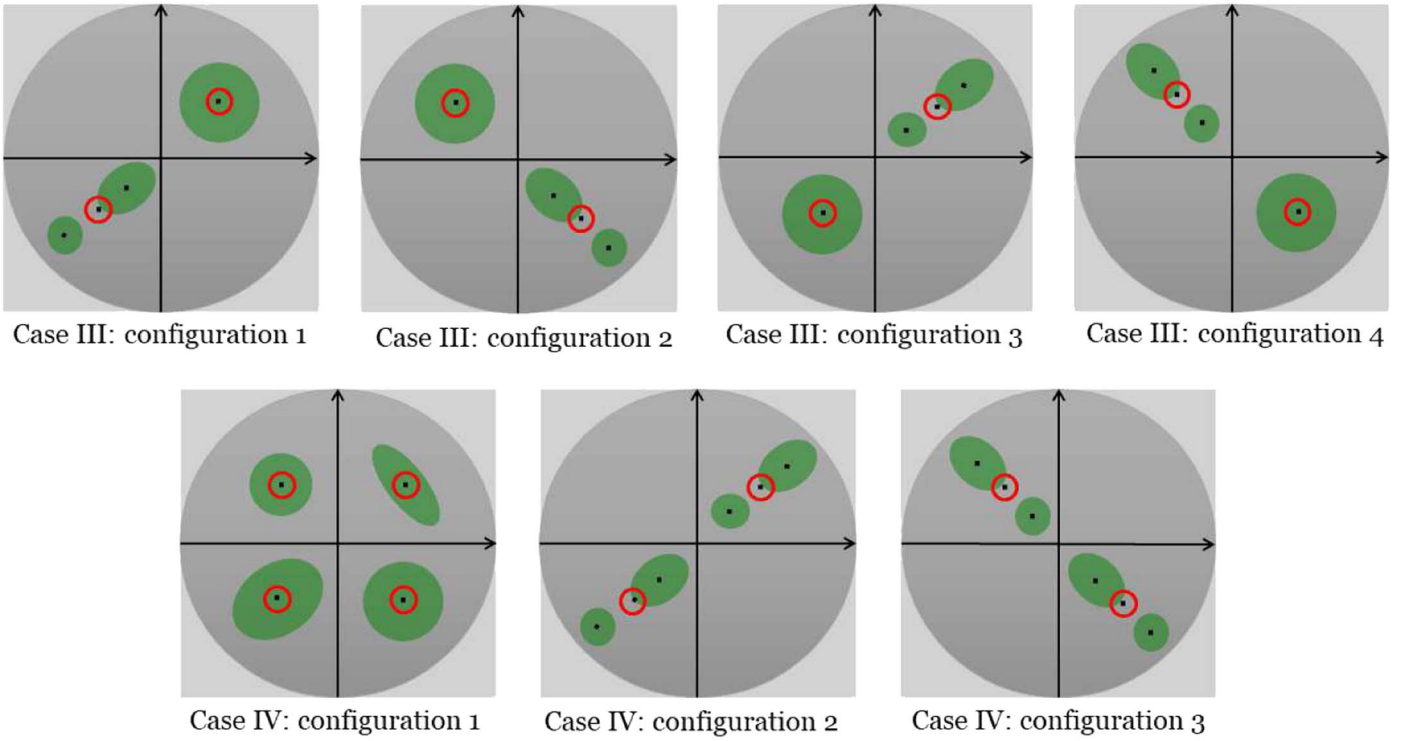 Case III: configuration 1
Case III: configuration 2
Case III: configuration 3
Case III: configuration 4
Case IV: configuration 1
Case IV: configuration 2
Case IV: configuration 3